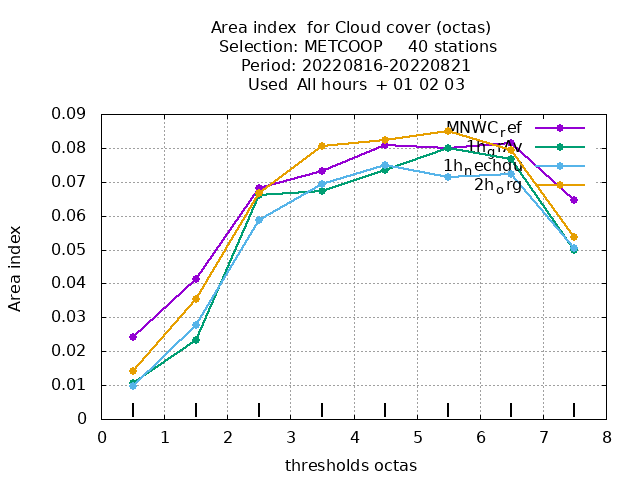 Area index  for Cloud cover (octas)
Selection: METCOOP     40 stations
Period: 20220816-20220821
Used  All hours  + 01 02 03
0.09
0.08
0.07
0.06
0.05
0.04
0.03
0.02
0.01
0
Area index
MNWC_ref
1h_nechdu
2h_org
0 1 2 3 4 5 6 7 8
thresholds octas